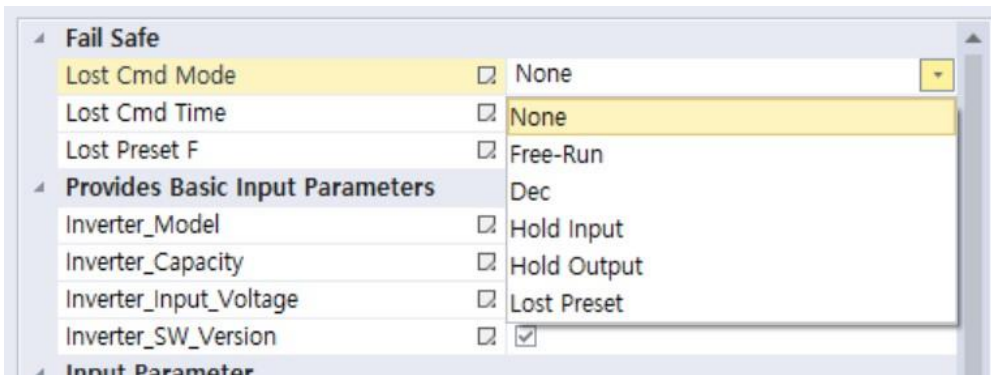 Fail Safe
Lost Cmd Mode None
Lost Cmd Time None
Lost Preset F Free-Run
Provides Basic Input Parameters Dec
Inverter_Model Hold Input
Inverter_Capacity Hold Output
Inverter_Input_Voltage Lost Preset
Inverter_SW_Version
Input Parameter